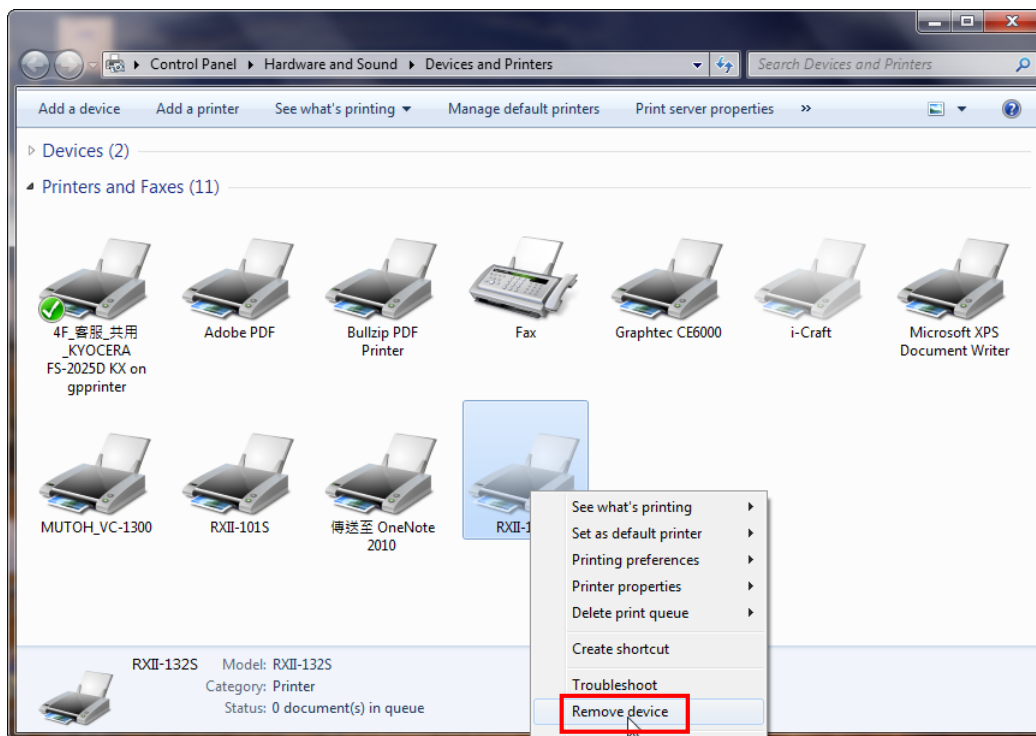 Control Panel Hardware and Sound Devices and Printers
Search Devices and Printers
Add a device Add a printer See what's printing Manage default printers Print server properties »
Devices (2)
Printers and Faxes (11)
4F_客服_共用
_KYOCERA
FS-2025D KX on
gpprinter
Adobe PDF
Bullzip PDF
Printer
Fax
Graphtec CE6000
i-Craft
Microsoft XPS
Document Writer
MUTOH_VC-1300
RXII-101S
傳送至 OneNote
2010
RXII-1
See what's printing
Set as default printer
Printing preferences
Printer properties
Delete print queue
Create shortcut
Troubleshoot
Remove device
RXII-132S Model: RXII-132S
Category: Printer
Status: 0 document(s) in queue